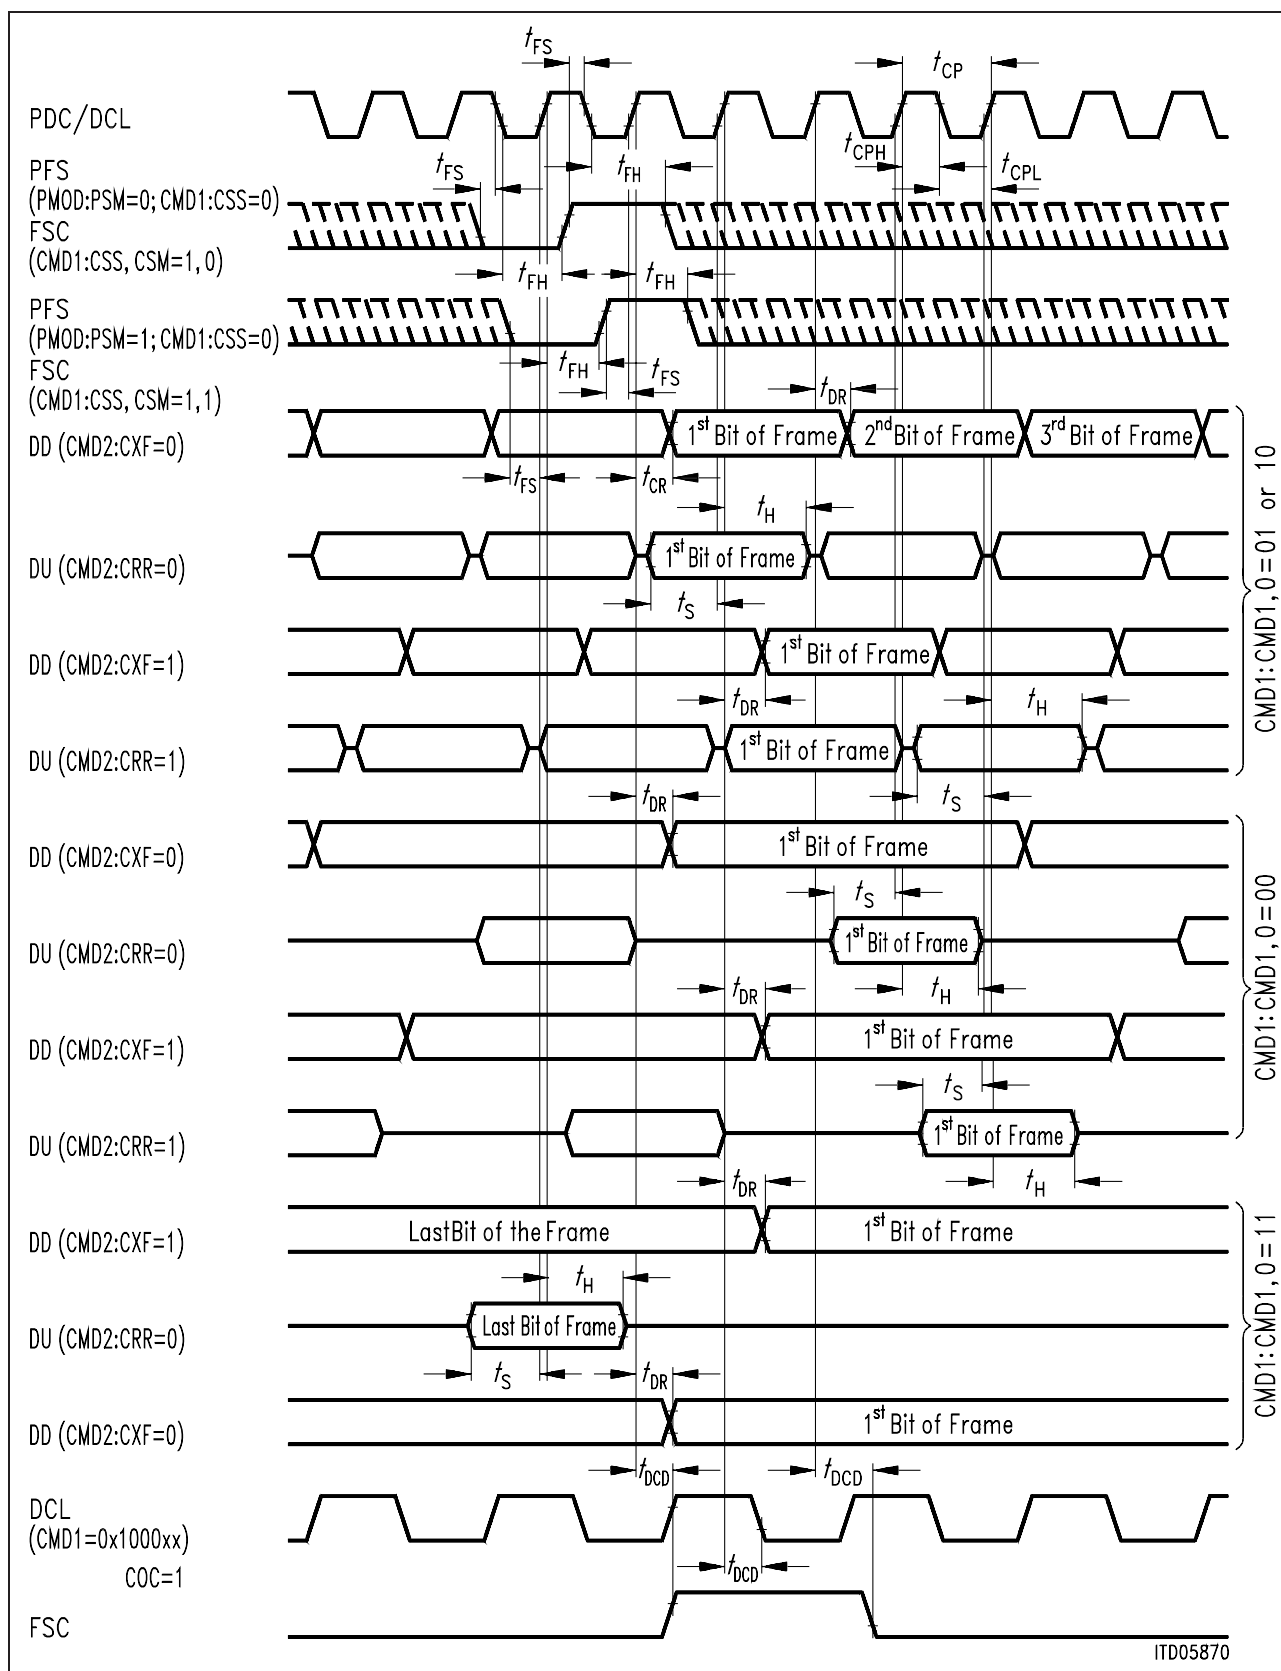 tFS
tCP
PDC/DCL
tCPH
tCPL
PFS
tFS
tFH
(PMOD:PSM=0; CMD1:CSS=0)
FSC
(CMD1:CSS, CSM=1,0)
tFH
tFH
PFS
(PMOD:PSM=1; CMD1:CSS=0)
FSC
tFH
tFS
tDR
(CMD1:CSS, CSM=1,1)
DD (CMD2:CXF=0)
1st Bit of Frame
2nd Bit of Frame
3rd Bit of Frame
tFS
tCR
tH
DU (CMD2:CRR=0)
1st Bit of Frame
tS
DD (CMD2:CXF=1)
1st Bit of Frame
tDR
tH
DU (CMD2:CRR=1)
1st Bit of Frame
tDR
tS
CMD1:CMD1,0=01 or 10
DD (CMD2:CXF=0)
1st Bit of Frame
tS
DU (CMD2:CRR=0)
1st Bit of Frame
tDR
tH
DD (CMD2:CXF=1)
1st Bit of Frame
tS
DU (CMD2:CRR=1)
1st Bit of Frame
tDR
tH
CMD1:CMD1,0=00
DD (CMD2:CXF=1)
Last Bit of the Frame
1st Bit of Frame
tH
DU (CMD2:CRR=0)
Last Bit of Frame
tS
tDR
DD (CMD2:CXF=0)
1st Bit of Frame
CMD1:CMD1,0=11
tDCD
tDCD
DCL
(CMD1=0x1000xx)
COC=1
tDCD
FSC
ITD05870